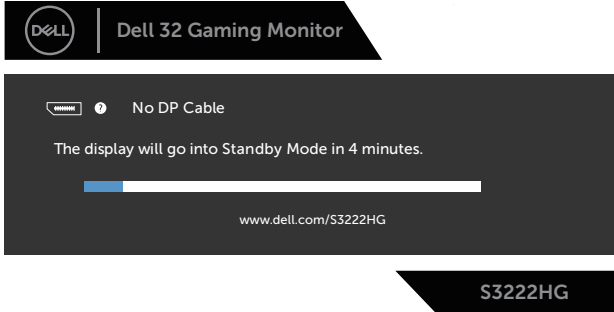 DELL
Dell 32 Gaming Monitor
? No DP Cable
The display will go into Standby Mode in 4 minutes.
www.dell.com/S3222HG
S3222HG